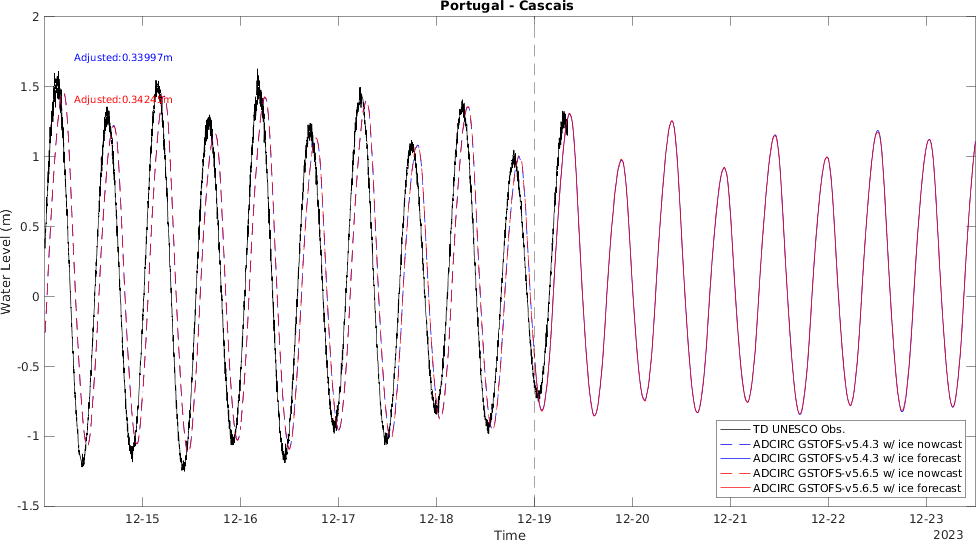 Portugal - Cascais
2
1.5
1
0.5
0
-0.5
-1
-1.5
Water Level (m)
Adjusted:0.33997m
Adjusted:0.3424
12-15
12-16
12-17
12-18
12-19
12-20
12-21
12-22
12-23
Time
2023
TD UNESCO Obs.
ADCIRC GSTOFS-v5.4.3 w/ ice nowcast
ADCIRC GSTOFS-v5.4.3 w/ ice forecast
ADCIRC GSTOFS-v5.6.5 w/ ice nowcast
ADCIRC GSTOFS-v5.6.5 w/ ice forecast